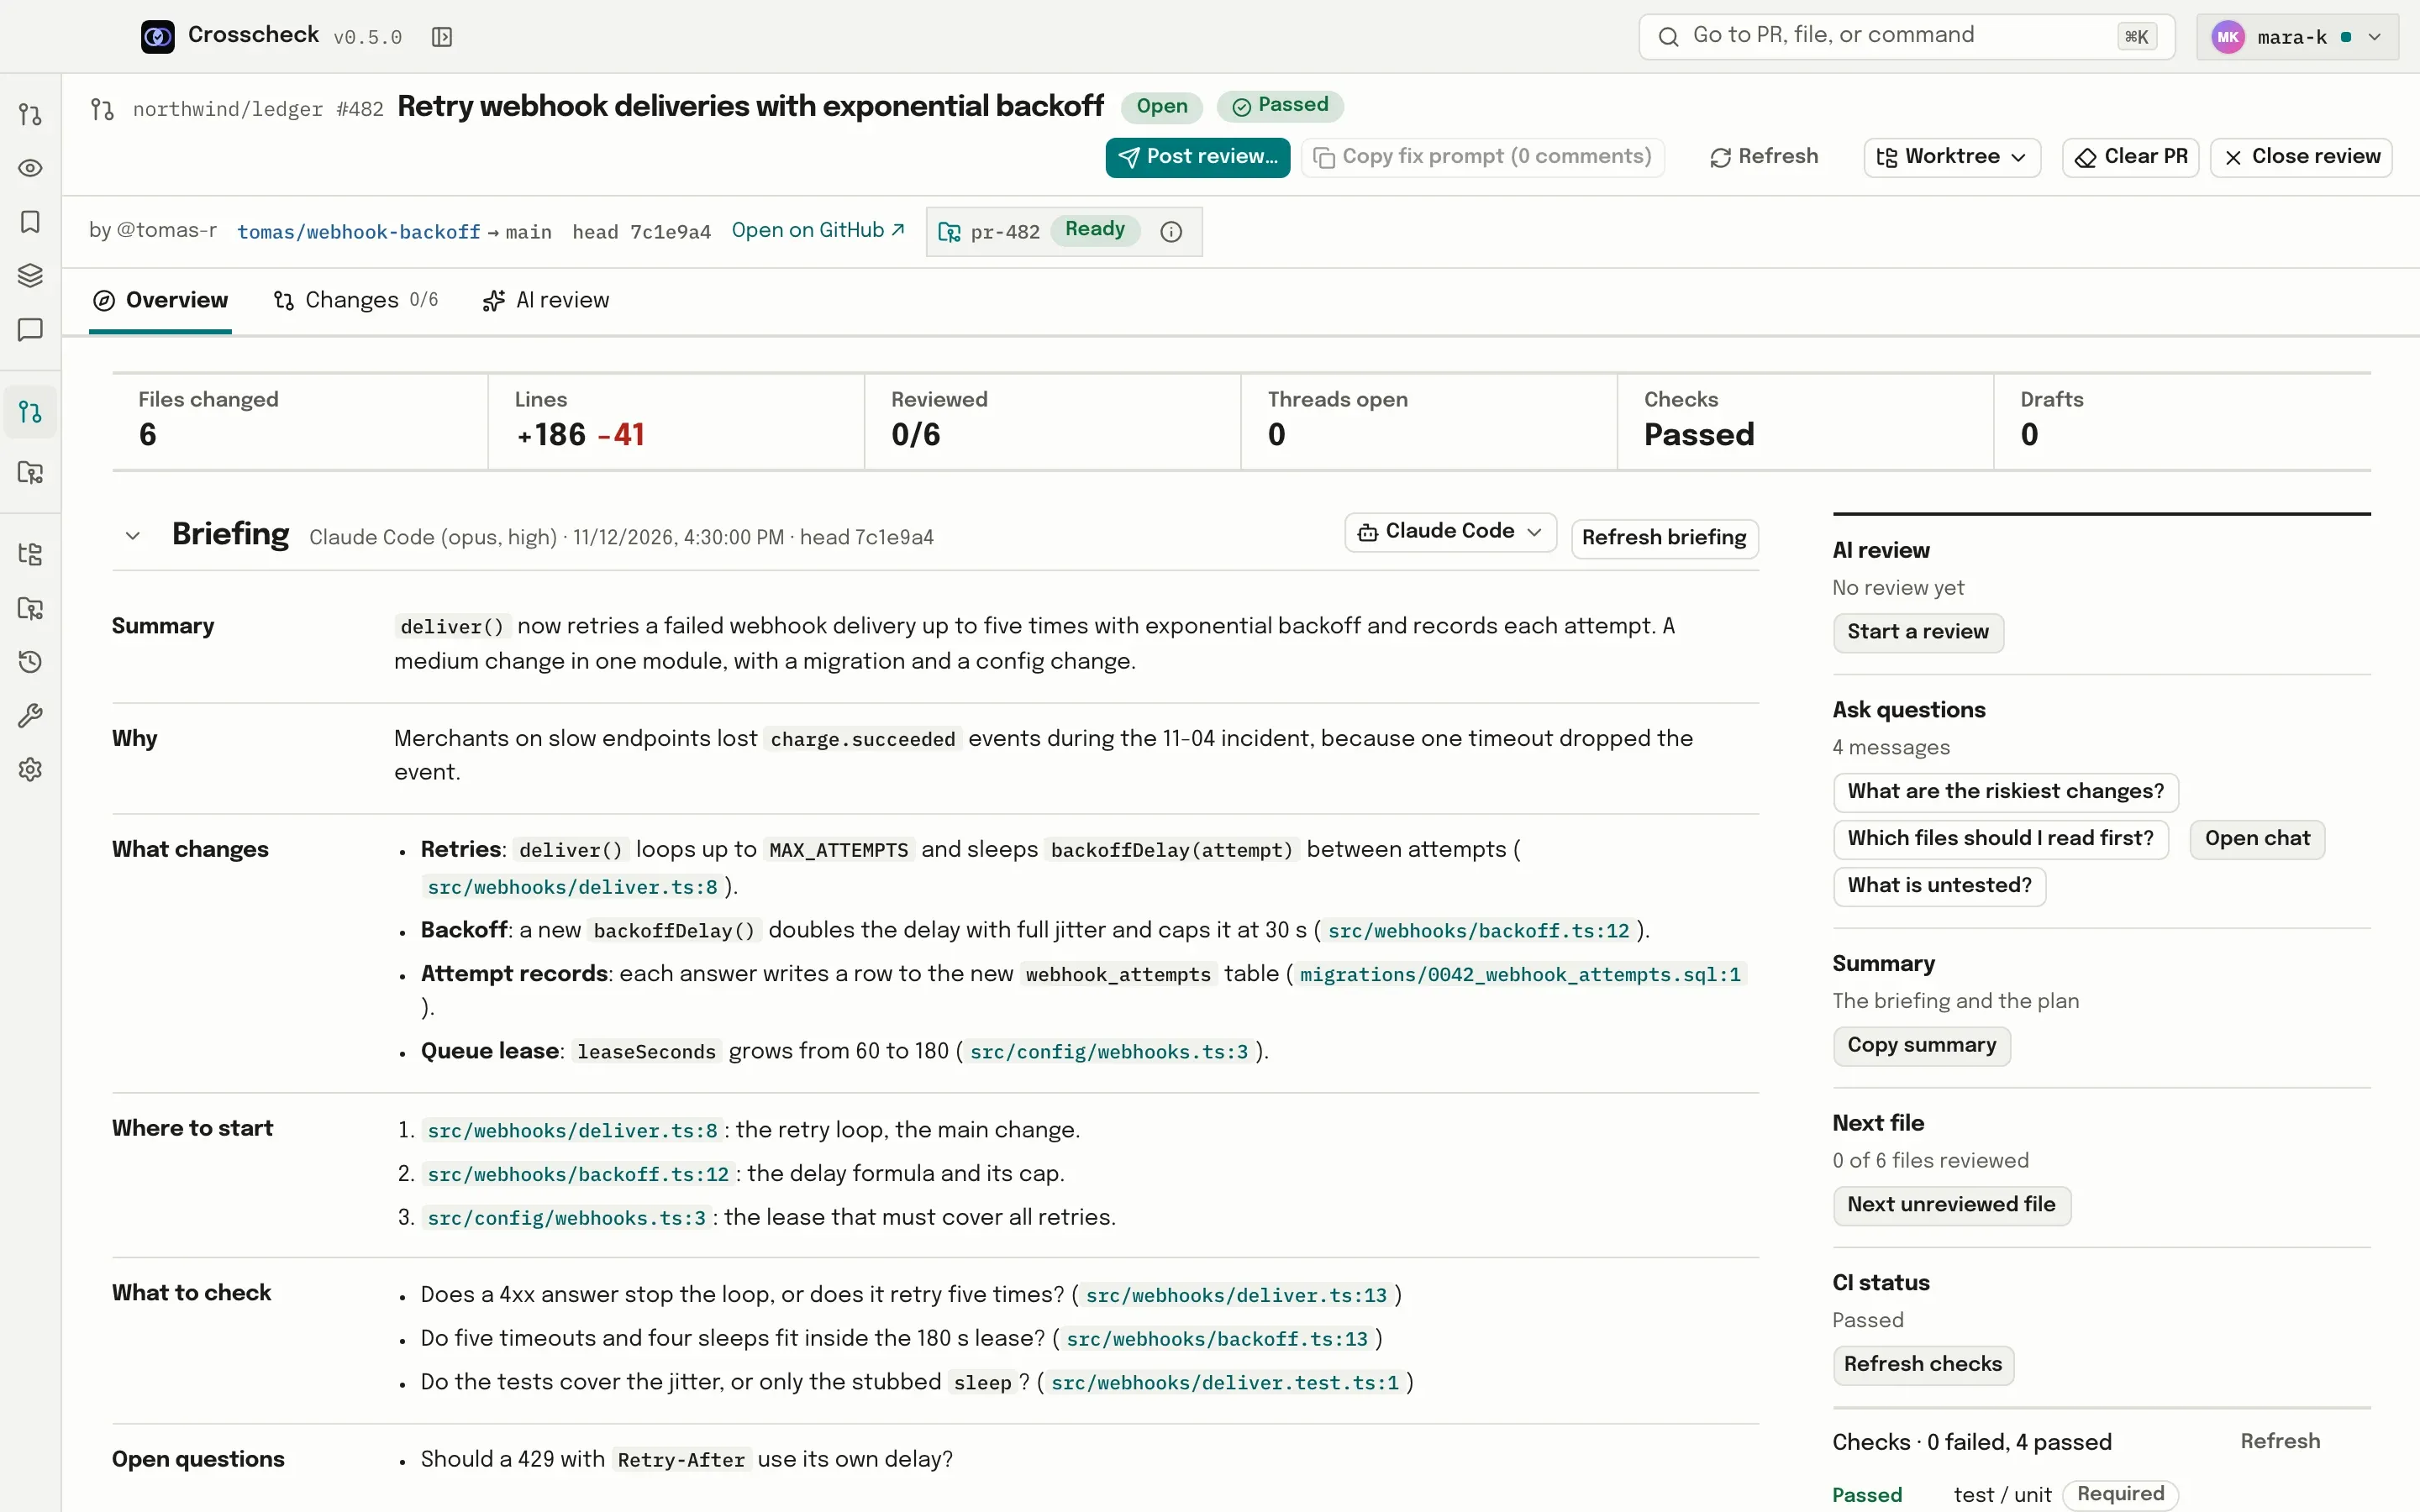 Crosscheck v0.5.0
Go to PR, file, or command ⌘K
MK mara-k
northwind/ledger #482 Retry webhook deliveries with exponential backoff Open Passed
Post review... Copy fix prompt (0 comments) Refresh Worktree Clear PR Close review
by @tomas-r tomas/webhook-backoff → main head 7c1e9a4 Open on GitHub ↗ pr-482 Ready
Overview Changes 0/6 AI review
Files changed Lines Reviewed Threads open Checks Drafts
6 +186 -41 0/6 0 Passed 0
Briefing Claude Code (opus, high) · 11/12/2026, 4:30:00 PM · head 7c1e9a4 Claude Code Refresh briefing
Summary
deliver() now retries a failed webhook delivery up to five times with exponential backoff and records each attempt. A
medium change in one module, with a migration and a config change.
Why
Merchants on slow endpoints lost charge.succeeded events during the 11-04 incident, because one timeout dropped the
event.
What changes
• Retries: deliver() loops up to MAX_ATTEMPTS and sleeps backoffDelay(attempt) between attempts (
src/webhooks/deliver.ts:8 ).
• Backoff: a new backoffDelay() doubles the delay with full jitter and caps it at 30 s ( src/webhooks/backoff.ts:12 ).
• Attempt records: each answer writes a row to the new webhook_attempts table ( migrations/0042_webhook_attempts.sql:1
).
• Queue lease: leaseSeconds grows from 60 to 180 ( src/config/webhooks.ts:3 ).
Where to start
1. src/webhooks/deliver.ts:8 : the retry loop, the main change.
2. src/webhooks/backoff.ts:12 : the delay formula and its cap.
3. src/config/webhooks.ts:3 : the lease that must cover all retries.
What to check
• Does a 4xx answer stop the loop, or does it retry five times? ( src/webhooks/deliver.ts:13 )
• Do five timeouts and four sleeps fit inside the 180 s lease? ( src/webhooks/backoff.ts:13 )
• Do the tests cover the jitter, or only the stubbed sleep ? ( src/webhooks/deliver.test.ts:1 )
Open questions
• Should a 429 with Retry-After use its own delay?
AI review
No review yet
Start a review
Ask questions
4 messages
What are the riskiest changes?
Which files should I read first? Open chat
What is untested?
Summary
The briefing and the plan
Copy summary
Next file
0 of 6 files reviewed
Next unreviewed file
CI status
Passed
Refresh checks
Checks · 0 failed, 4 passed Refresh
Passed test / unit Required